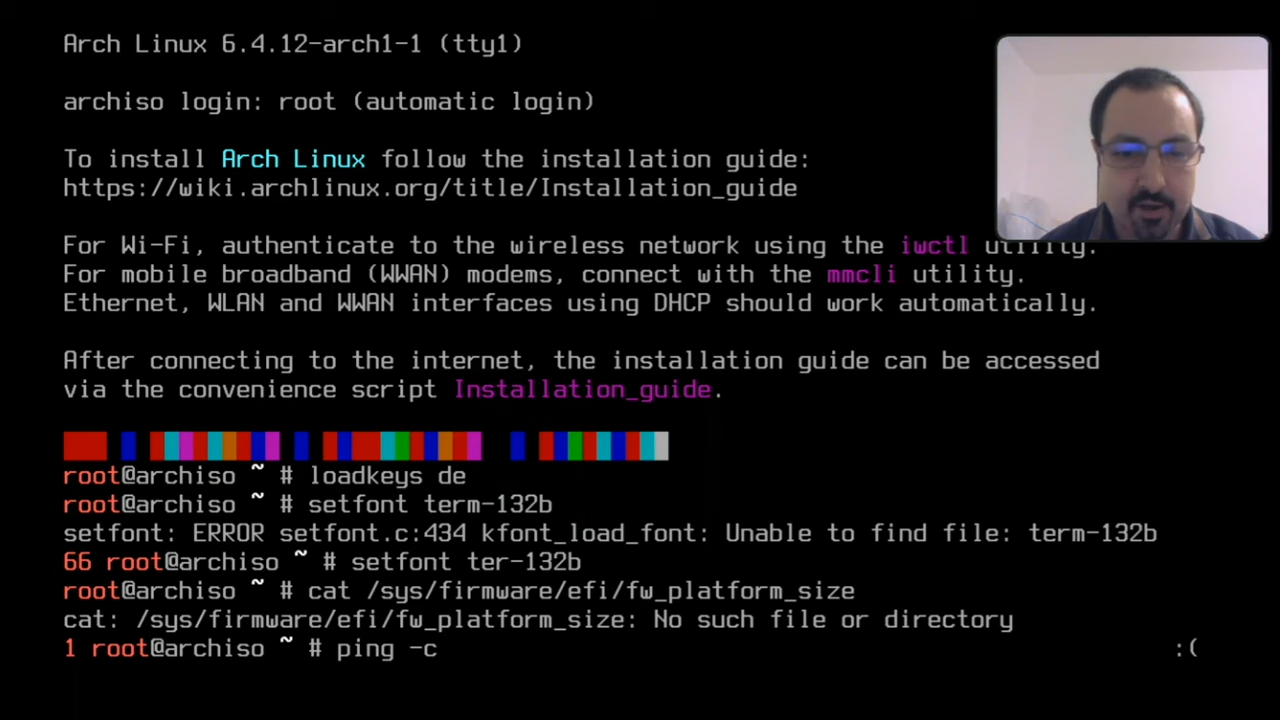 Arch Linux 6.4.12-arch1-1 (tty1)
archiso login: root (automatic login)
To install Arch Linux follow the installation guide:
https://wiki.archlinux.org/title/Installation_guide
For Wi-Fi, authenticate to the wireless network using the iwctl utility.
For mobile broadband (WWAN) modems, connect with the mmcli utility.
Ethernet, WLAN and WWAN interfaces using DHCP should work automatically.
After connecting to the internet, the installation guide can be accessed
via the convenience script Installation_guide.
root@archiso ~ # loadkeys de
root@archiso ~ # setfont term-132b
setfont: ERROR setfont.c:434 kfont_load_font: Unable to find file: term-132b
66 root@archiso ~ # setfont ter-132b
root@archiso ~ # cat /sys/firmware/efi/fw_platform_size
cat: /sys/firmware/efi/fw_platform_size: No such file or directory
1 root@archiso ~ # ping -c :(